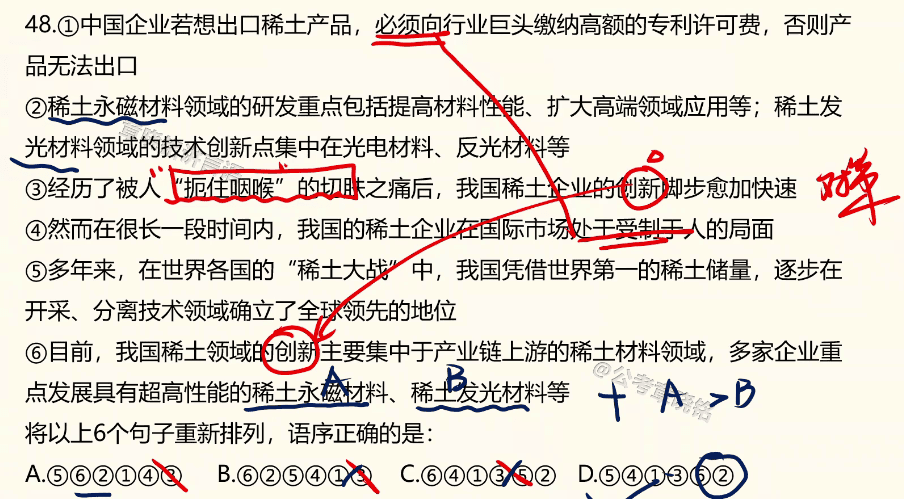 48.①中国企业若想出口稀土产品，必须向行业巨头缴纳高额的专利许可费，否则产
品无法出口
②稀土永磁材料领域的研发重点包括提高材料性能、扩大高端领域应用等；稀土发
光材料领域的技术创新点集中在光电材料、反光材料等
③经历了被人“扼住咽喉”的切肤之痛后，我国稀土企业的创新脚步愈加快速
④然而在很长一段时间内，我国的稀土企业在国际市场处于受制于人的局面
⑤多年来，在世界各国的“稀土大战”中，我国凭借世界第一的稀土储量，逐步在
开采、分离技术领域确立了全球领先的地位
⑥目前，我国稀土领域的创新主要集中于产业链上游的稀土材料领域，多家企业重
A B
点发展具有超高性能的稀土永磁材料、稀土发光材料等
+ A > B
将以上6个句子重新排列，语序正确的是：
A.⑤⑥②①④③ B.⑥②⑤④①③ C.⑥④①③⑤② D.⑤④①③⑥②